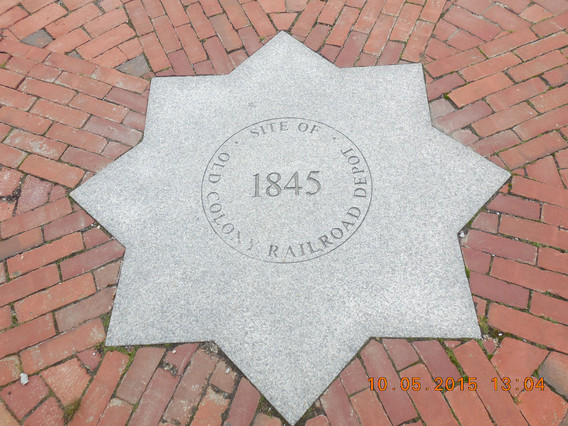 SITE OF
1845
· OLD COLONY RAILROAD DEPOT ·
10.05.2015 13:04